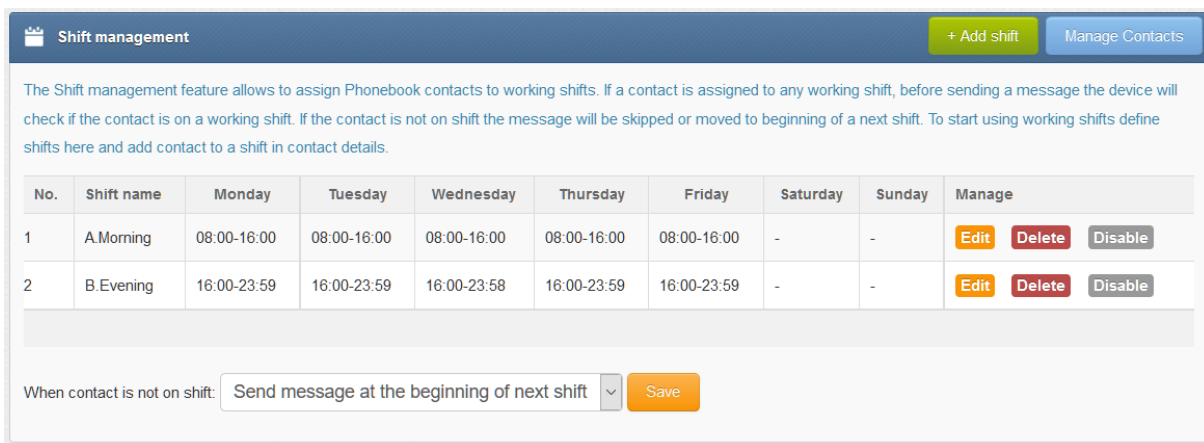 Shift management + Add shift Manage Contacts
The Shift management feature allows to assign Phonebook contacts to working shifts. If a contact is assigned to any working shift, before sending a message the device will
check if the contact is on a working shift. If the contact is not on shift the message will be skipped or moved to beginning of a next shift. To start using working shifts define
shifts here and add contact to a shift in contact details.
No. Shift name Monday Tuesday Wednesday Thursday Friday Saturday Sunday Manage
1 A.Morning 08:00-16:00 08:00-16:00 08:00-16:00 08:00-16:00 08:00-16:00 - - Edit Delete Disable
2 B.Evening 16:00-23:59 16:00-23:59 16:00-23:58 16:00-23:59 16:00-23:59 - - Edit Delete Disable
When contact is not on shift: Send message at the beginning of next shift Save